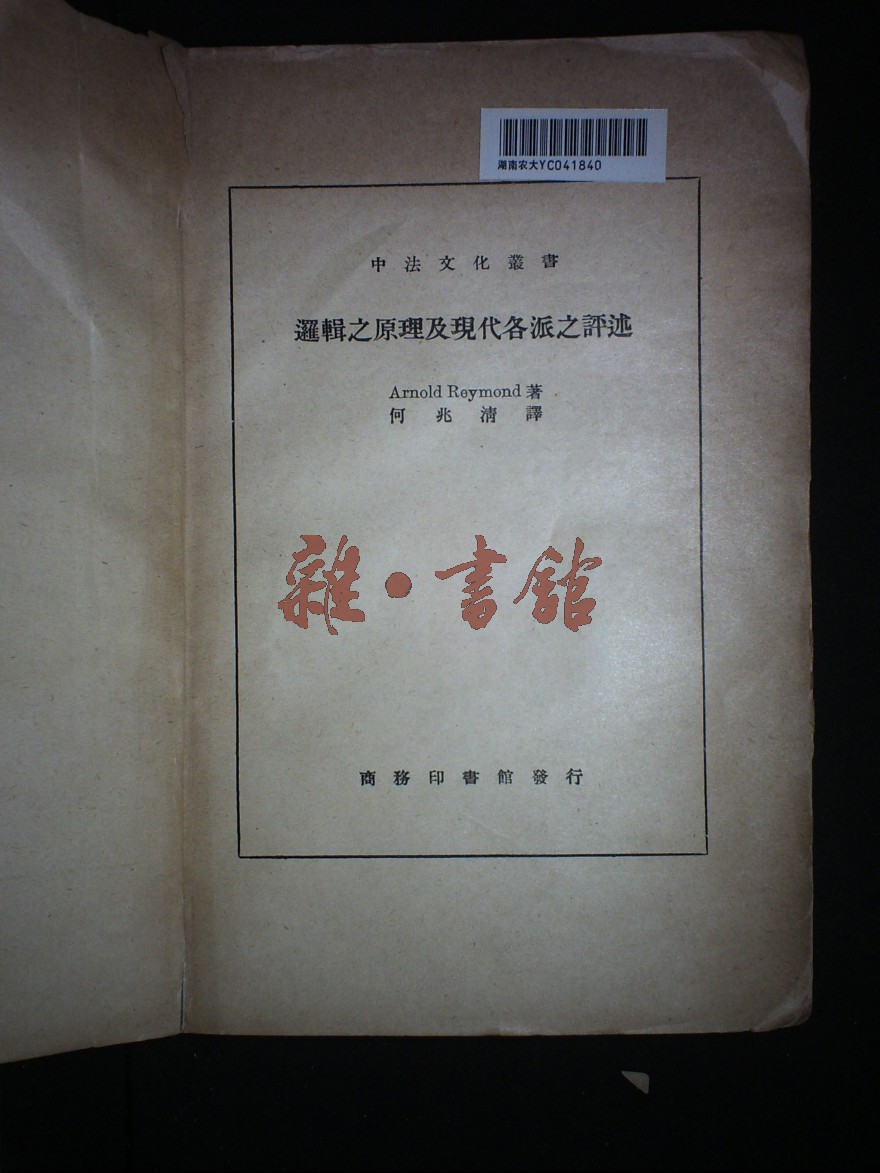 湖南农大YC041840
中法文化叢書
邏輯之原理及現代各派之評述
Arnold Reymond 著
何兆清譯
雜·書館
商務印書館發行